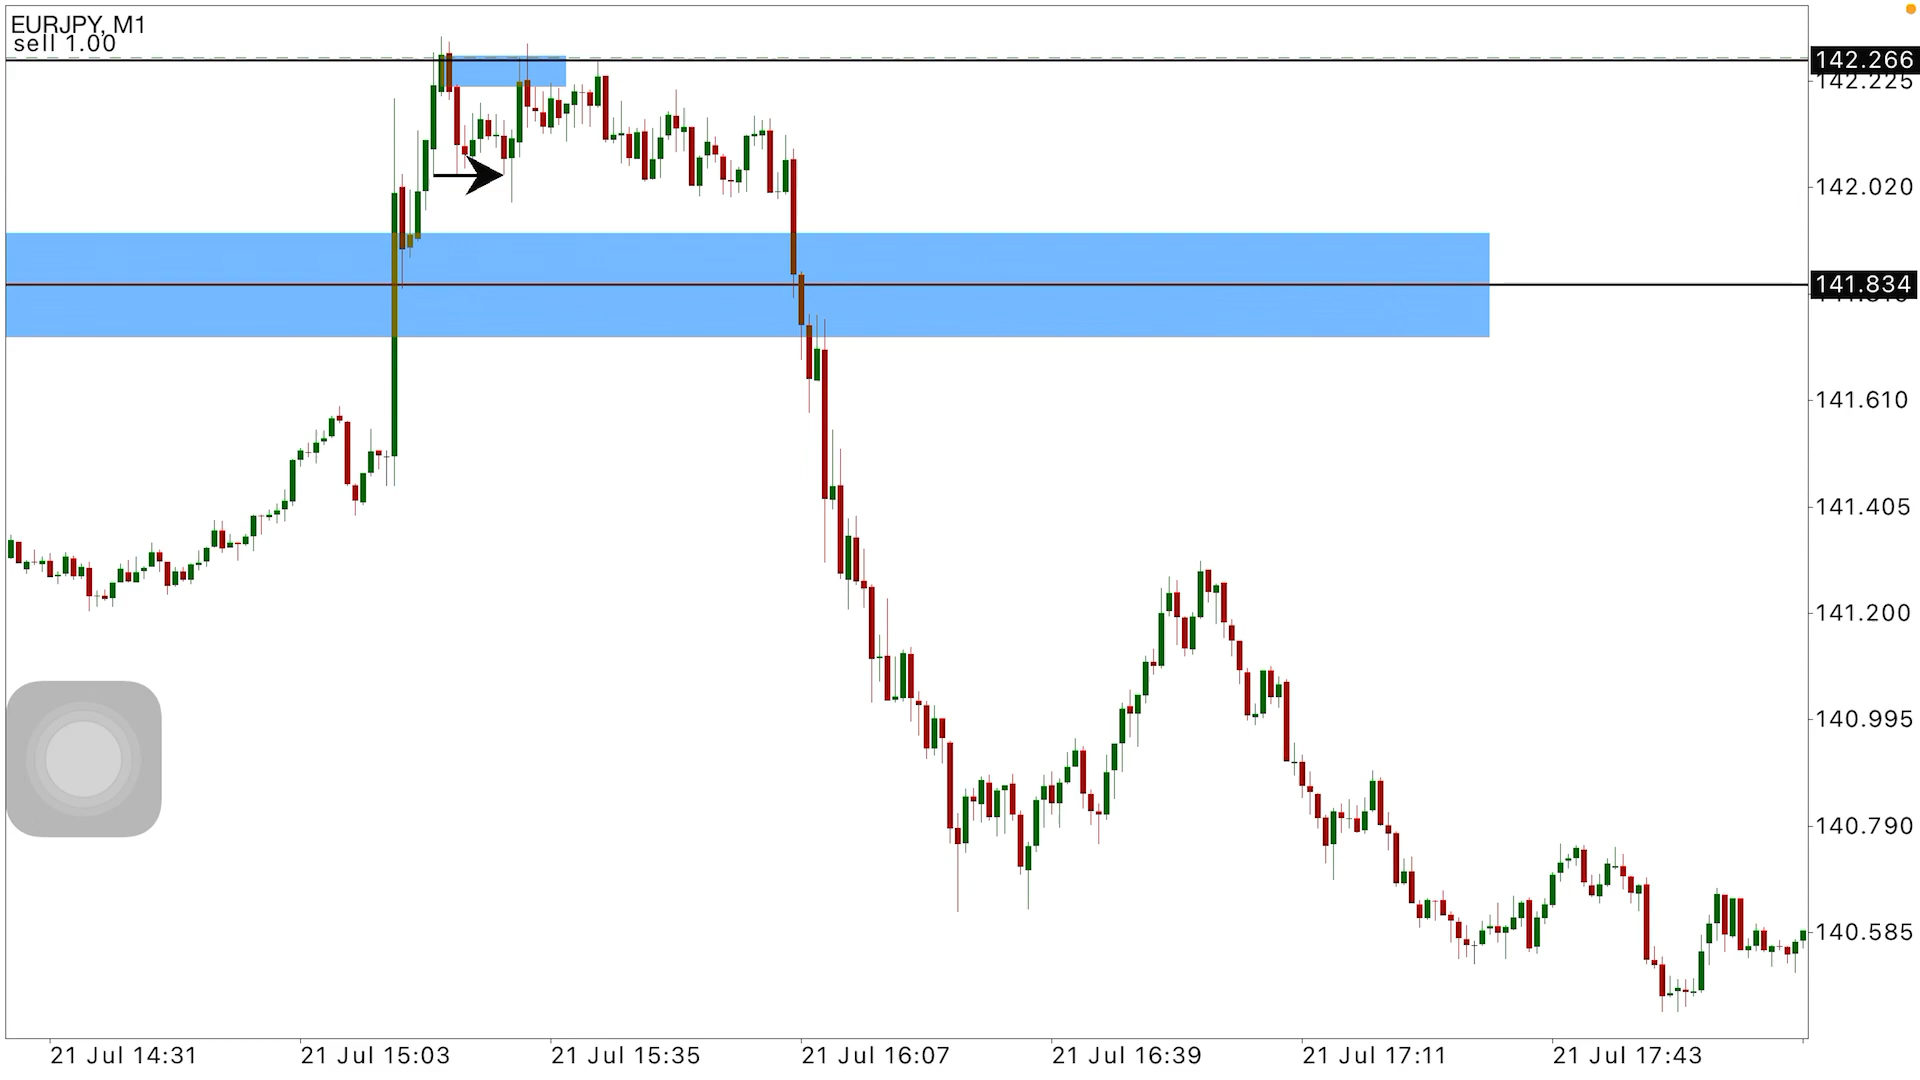 EURJPY, M1
sell 1.00
142.266
142.225
142.020
141.834
141.610
141.405
141.200
140.995
140.790
140.585
21 Jul 14:31
21 Jul 15:03
21 Jul 15:35
21 Jul 16:07
21 Jul 16:39
21 Jul 17:11
21 Jul 17:43